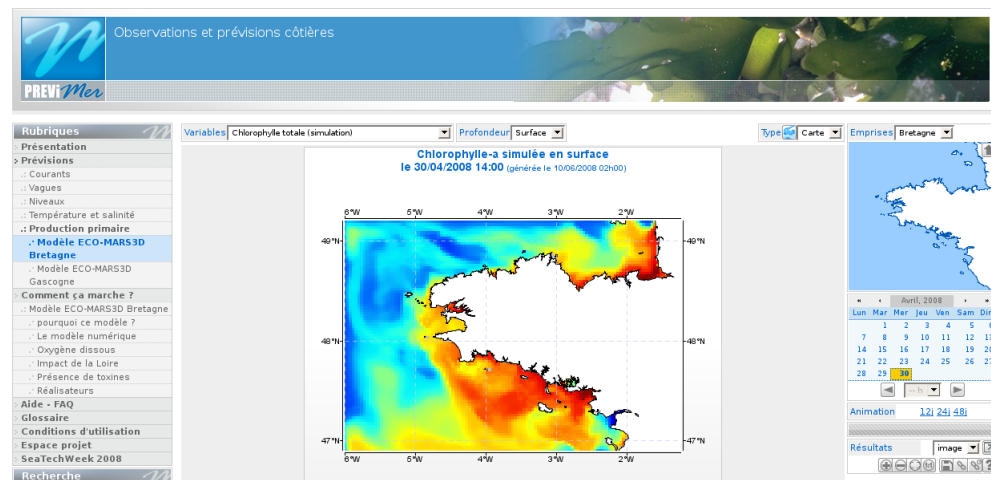 Observations et prévisions côtières
PREViMer
Rubriques
Présentation
Prévisions
.: Courants
.: Vagues
.: Niveaux
.: Température et salinité
.: Production primaire
Modèle ECO-MARS3D
Bretagne
Modèle ECO-MARS3D
Gascogne
Comment ça marche ?
.: Modèle ECO-MARS3D Bretagne
pourquoi ce modèle ?
Le modèle numérique
Oxygène dissous
Impact de la Loire
Présence de toxines
Réalisateurs
Aide - FAQ
Glossaire
Conditions d'utilisation
Espace projet
SeaTechWeek 2008
Recherche
Variables Chlorophylle totale (simulation) Profondeur Surface Type Carte
Chlorophyll-a simulée en surface
le 30/04/2008 14:00 (générée le 10/06/2008 02h00)
6°W 5°W 4°W 3°W 2°W
49°N 49°N
48°N 48°N
47°N 47°N
6°W 5°W 4°W 3°W 2°W
Emprises Bretagne
« ‹ Avril, 2008 › »
Lun Mar Mer Jeu Ven Sam Dim
1 2 3 4 5 6
7 8 9 10 11 12 13
14 15 16 17 18 19 20
21 22 23 24 25 26 27
28 29 30
-- h
Animation 12j 24j 48j
Résultats image